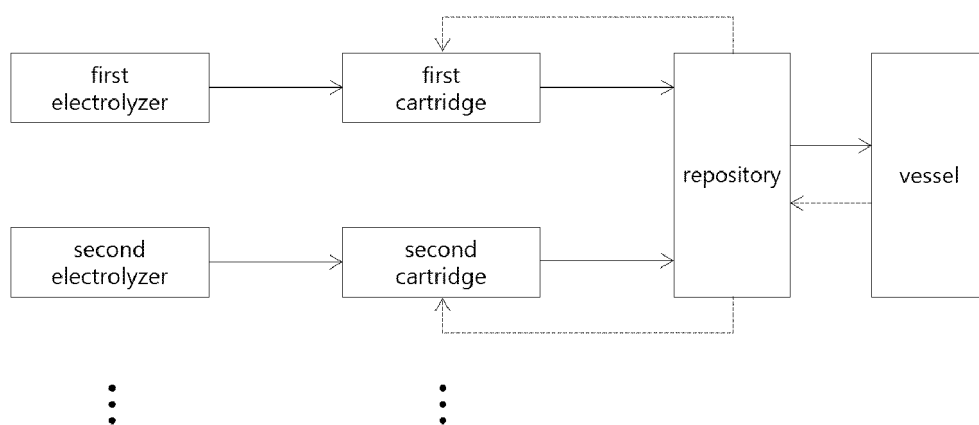 first
electrolyzer
first
cartridge
repository
vessel
second
electrolyzer
second
cartridge